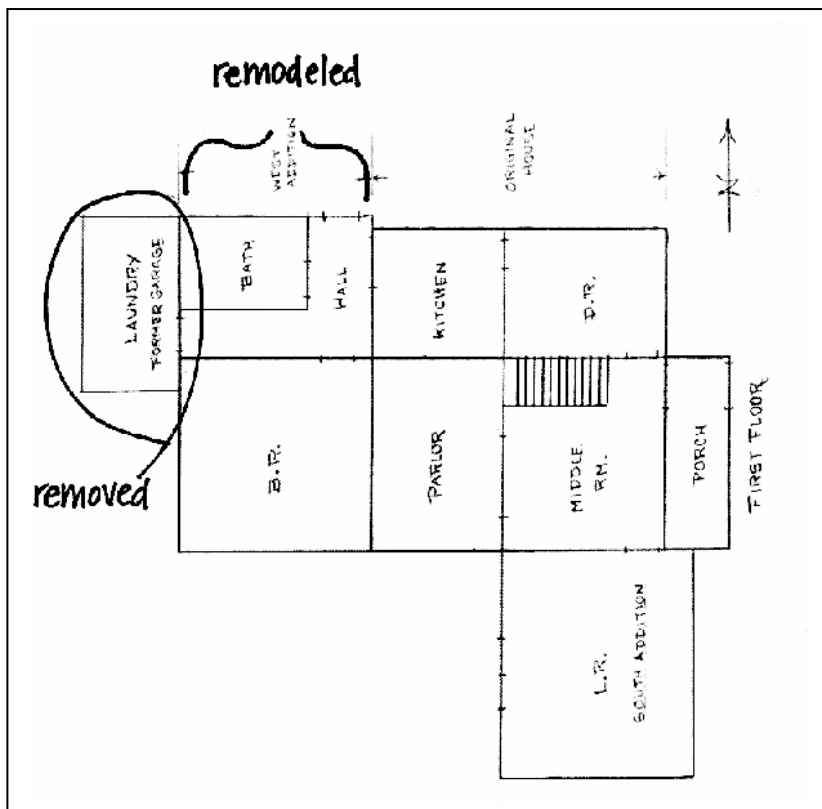 remodeled
WEST
ADDITION
ORIGINAL
HOUSE
N
LAUNDRY
FORMER GARAGE
BATH
HALL
KITCHEN
D.R.
B.R.
PARLOR
MIDDLE
RM.
PORCH
FIRST FLOOR
removed
L.R.
SOUTH ADDITION